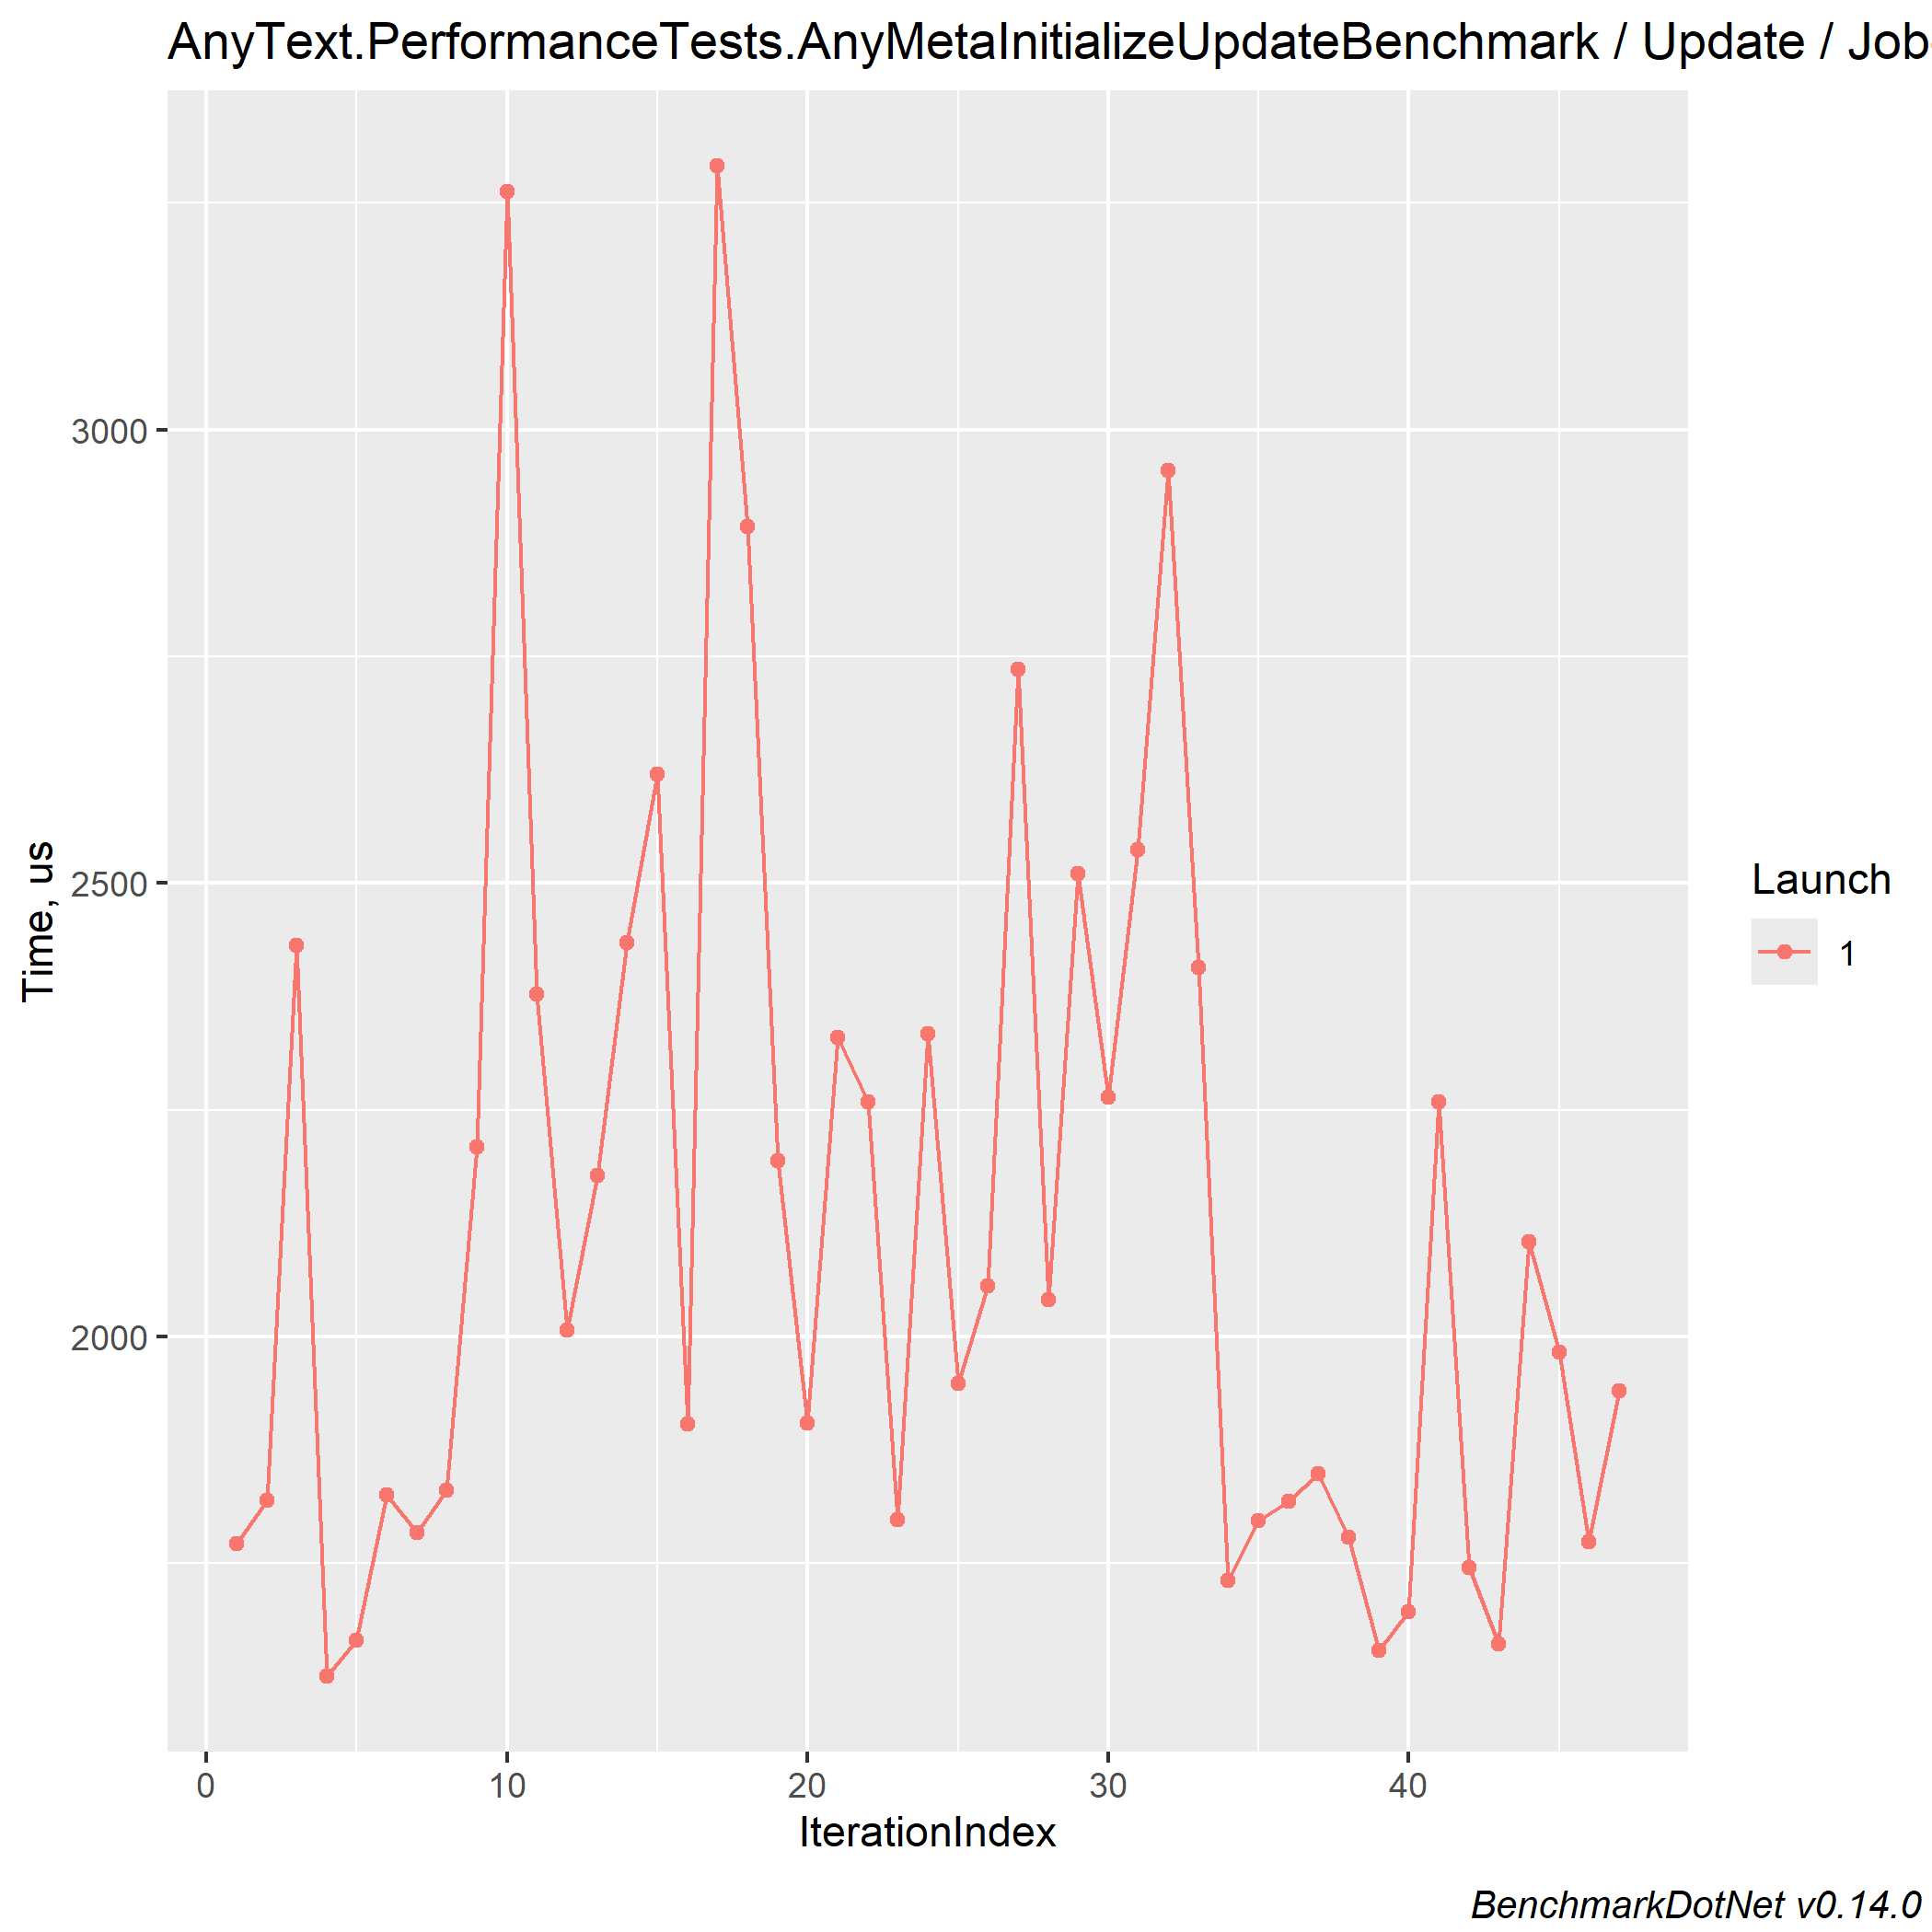 AnyText.PerformanceTests.AnyMetaInitializeUpdateBenchmark / Update / Job
Time, us
3000
2500
2000
0 10 20 30 40
IterationIndex
Launch
1
BenchmarkDotNet v0.14.0